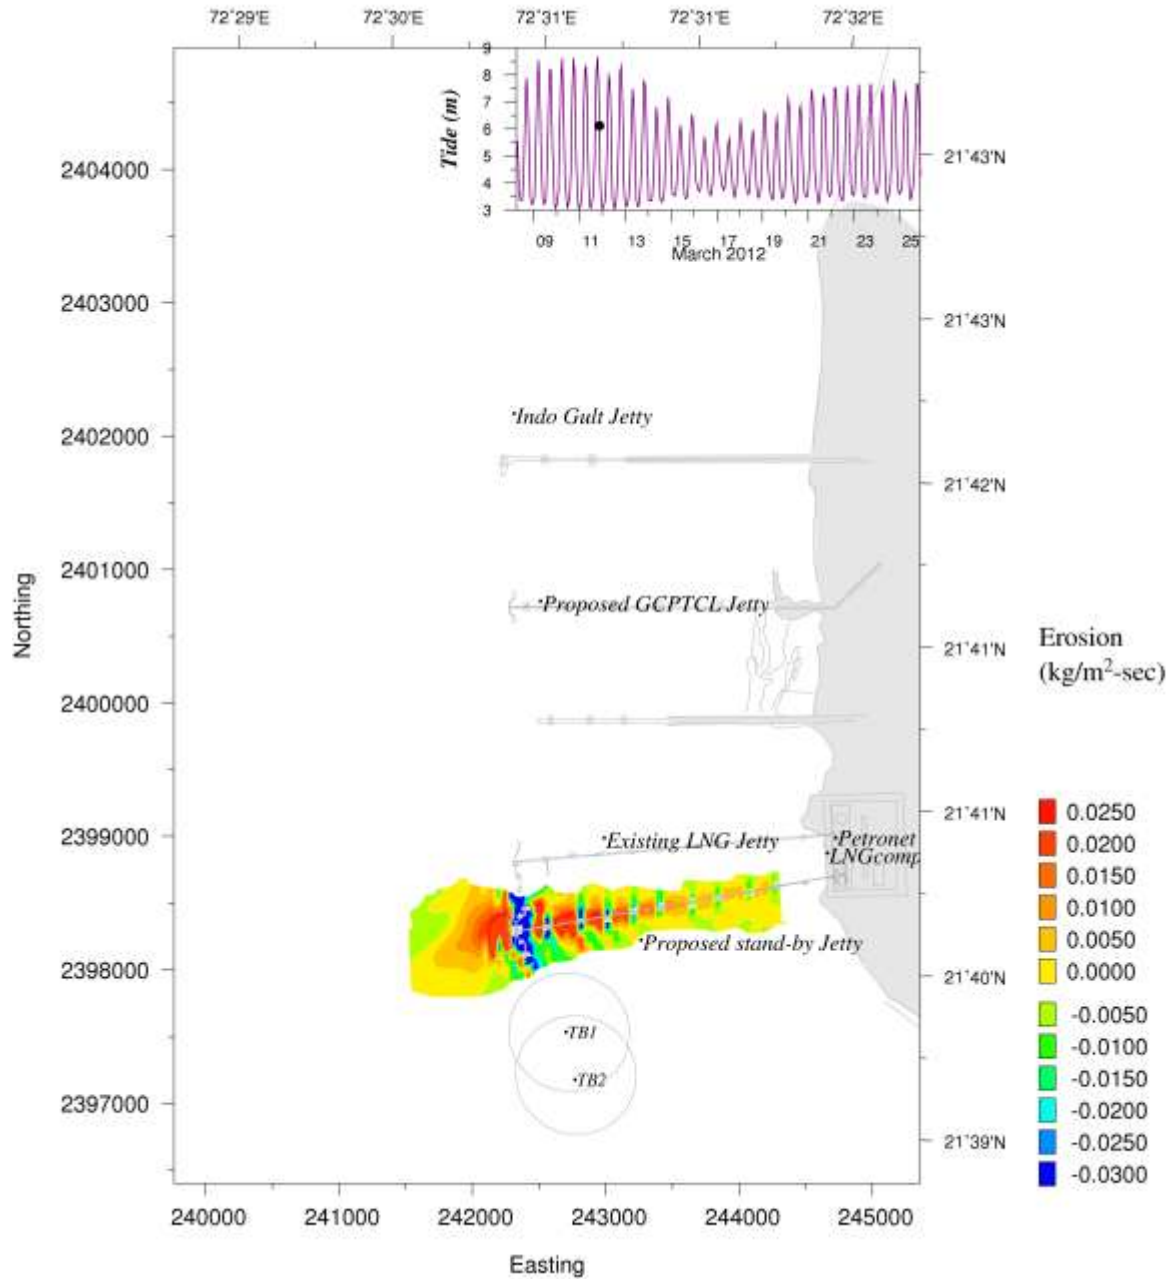 72°29'E 72°30'E 72°31'E 72°31'E 72°32'E
9
8
7
6
5
4
3
Tide (m)
09 11 13 15 17 19 21 23 25
March 2012
2404000
2403000
2402000
2401000
2400000
2399000
2398000
2397000
Northing
21°43'N
21°43'N
21°42'N
21°41'N
21°41'N
21°40'N
21°39'N
Indo Gult Jetty
Proposed GCPTCL Jetty
Existing LNG Jetty
Petronet
LNGcomp
Proposed stand-by Jetty
TB1
TB2
240000 241000 242000 243000 244000 245000
Easting
Erosion
(kg/m²-sec)
0.0250
0.0200
0.0150
0.0100
0.0050
0.0000
-0.0050
-0.0100
-0.0150
-0.0200
-0.0250
-0.0300